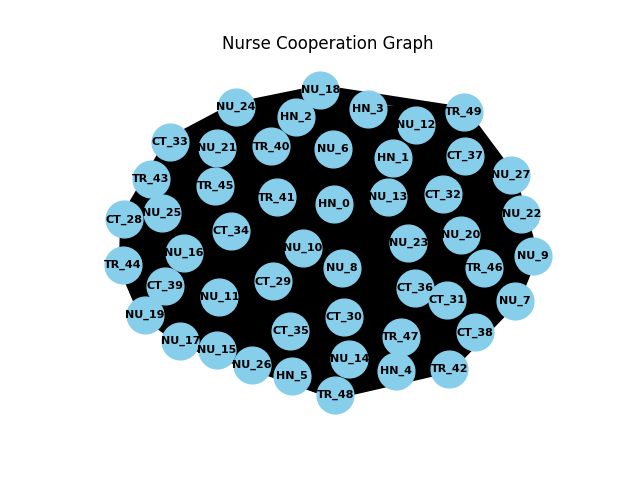 Nurse Cooperation Graph
NU_18
NU_24
HN_3
TR_49
HN_2
NU_12
CT_33
NU_21
TR_40
NU_6
HN_1
CT_37
TR_43
TR_45
NU_27
TR_41
NU_13
CT_32
HN_0
NU_25
NU_22
CT_28
CT_34
NU_20
NU_23
NU_10
NU_16
NU_9
TR_44
NU_8
TR_46
CT_29
CT_39
CT_36
NU_11
CT_31
NU_7
NU_19
CT_30
CT_35
CT_38
TR_47
NU_17
NU_15
NU_14
NU_26
HN_4
TR_42
HN_5
TR_48